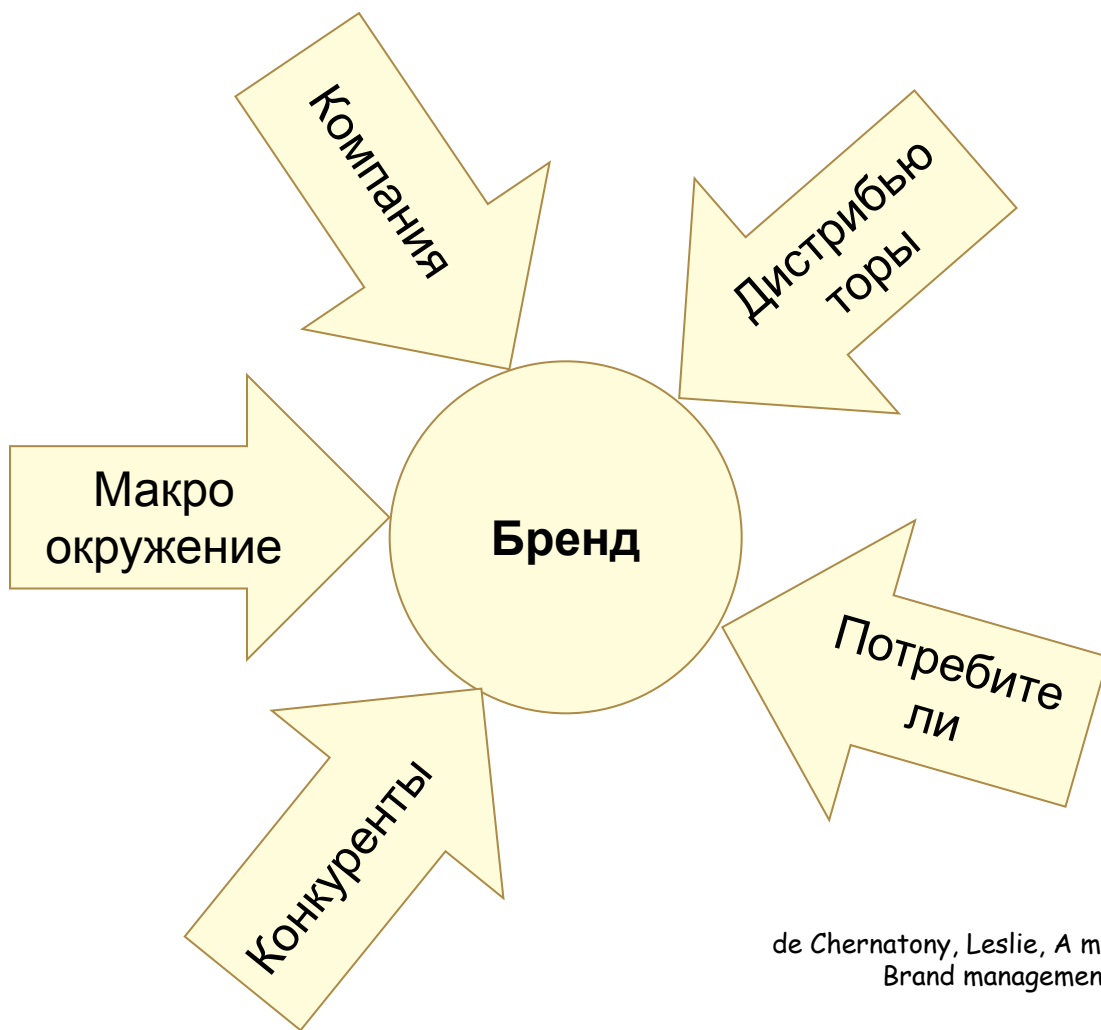 Компания
Дистрибью
торы
Макро
окружение
Бренд
Потребите
ли
Конкуренты
de Chernatony, Leslie, A m
Brand managemen